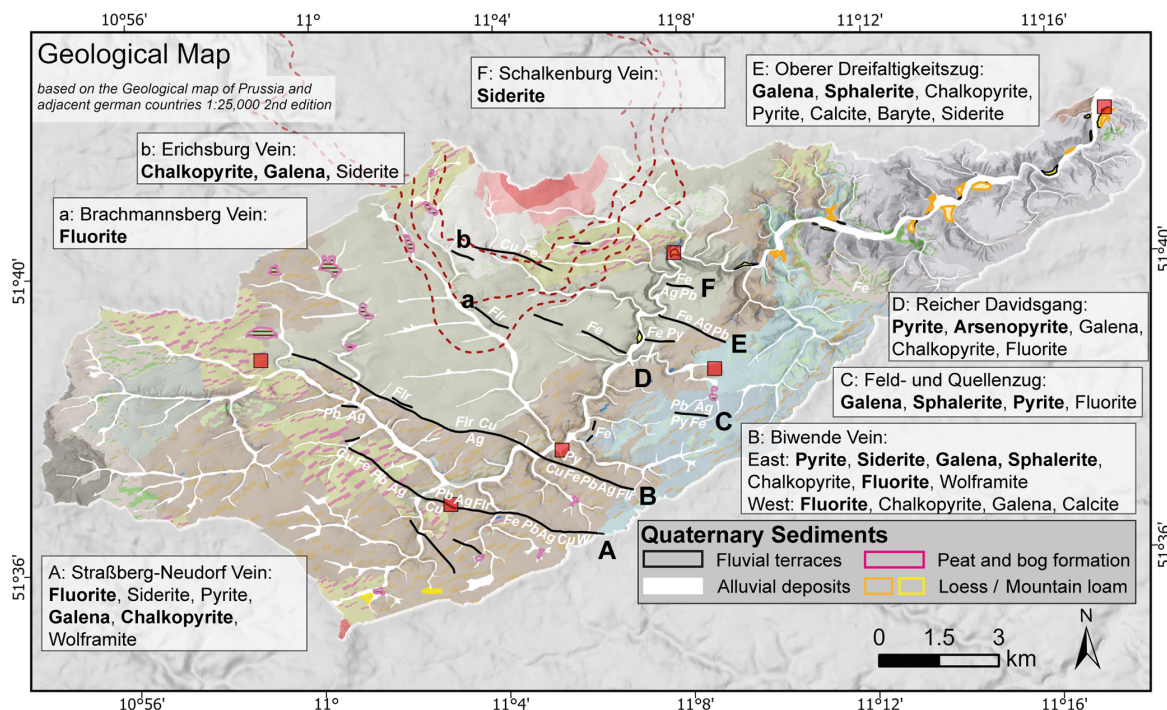 10°56'
11°
11°4'
11°8'
11°12'
11°16'
Geological Map
based on the Geological map of Prussia and
adjacent german countries 1:25,000 2nd edition
F: Schalkenburg Vein:
Siderite
E: Oberer Dreifaltigkeitszug:
Galena, Sphalerite, Chalkopyrite,
Pyrite, Calcite, Baryte, Siderite
b: Erichsburg Vein:
Chalkopyrite, Galena, Siderite
a: Brachmannsberg Vein:
Fluorite
51°40'
51°40'
b
Cu Fe
a
Flr
Fe
Fe
Ag Pb
F
Fe Ag Pb
E
Fe Py
D
Fe
D: Reicher Davidsgang:
Pyrite, Arsenopyrite, Galena,
Chalkopyrite, Fluorite
C: Feld- und Quellenzug:
Galena, Sphalerite, Pyrite, Fluorite
Flr
Pb Ag
Flr Cu
Ag
Fe
Pb Ag
Py Fe
C
Py
Cu Fe Pb Ag Flr
B
B: Biwende Vein:
East: Pyrite, Siderite, Galena, Sphalerite,
Chalkopyrite, Fluorite, Wolframite
West: Fluorite, Chalkopyrite, Galena, Calcite
Cu Fe
Pb Ag
Pb Ag Flr
Cu
Fe Pb Ag Cu W
A
51°36'
51°36'
A: Straßberg-Neudorf Vein:
Fluorite, Siderite, Pyrite,
Galena, Chalkopyrite,
Wolframite
Quaternary Sediments
Fluvial terraces
Peat and bog formation
Alluvial deposits
Loess / Mountain loam
0 1.5 3
km
N
10°56'
11°
11°4'
11°8'
11°12'
11°16'